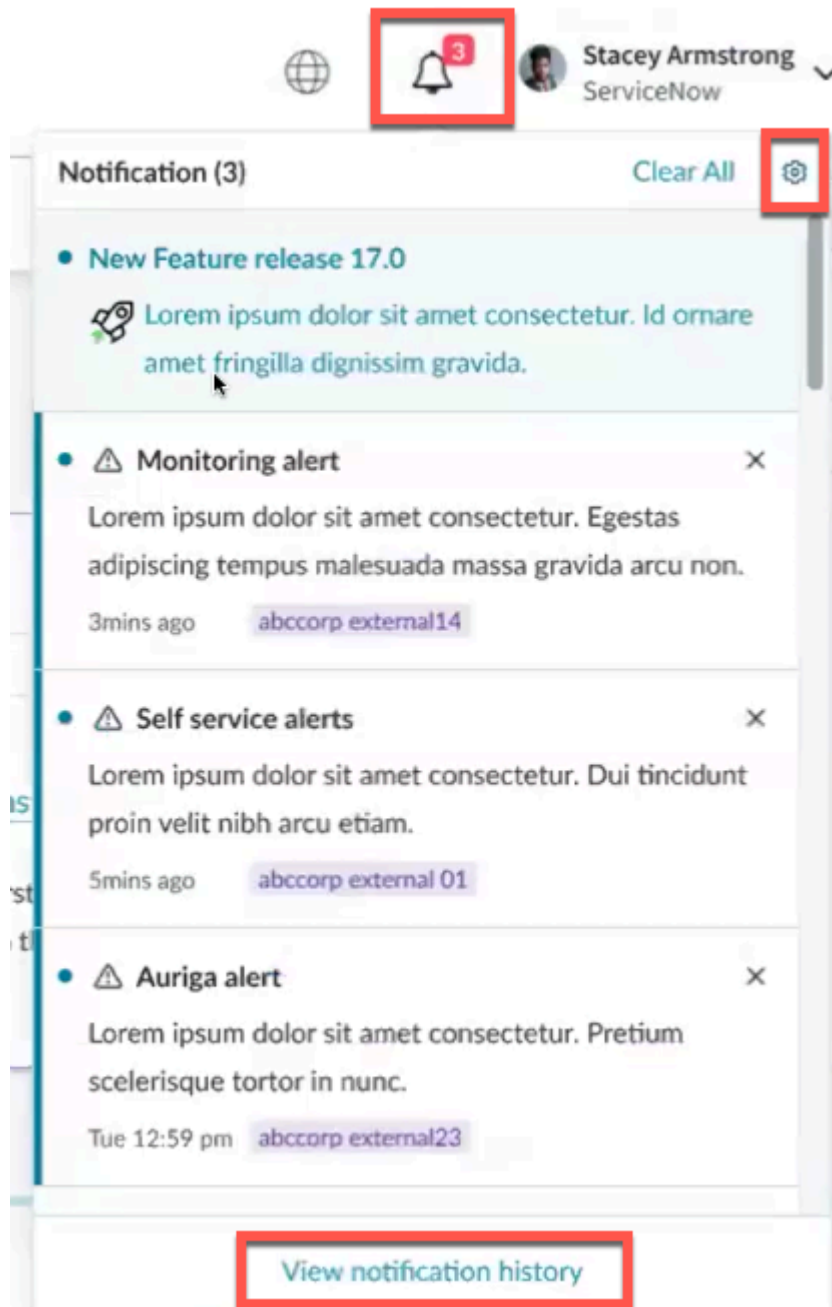 3
Stacey Armstrong
ServiceNow
Notification (3) Clear All
New Feature release 17.0
Lorem ipsum dolor sit amet consectetur. Id ornare
amet fringilla dignissim gravida.
Monitoring alert
Lorem ipsum dolor sit amet consectetur. Egestas
adipiscing tempus malesuada massa gravida arcu non.
3mins ago abccorp external14
Self service alerts
Lorem ipsum dolor sit amet consectetur. Dui tincidunt
proin velit nibh arcu etiam.
5mins ago abccorp external 01
Auriga alert
Lorem ipsum dolor sit amet consectetur. Pretium
scelerisque tortor in nunc.
Tue 12:59 pm abccorp external23
View notification history